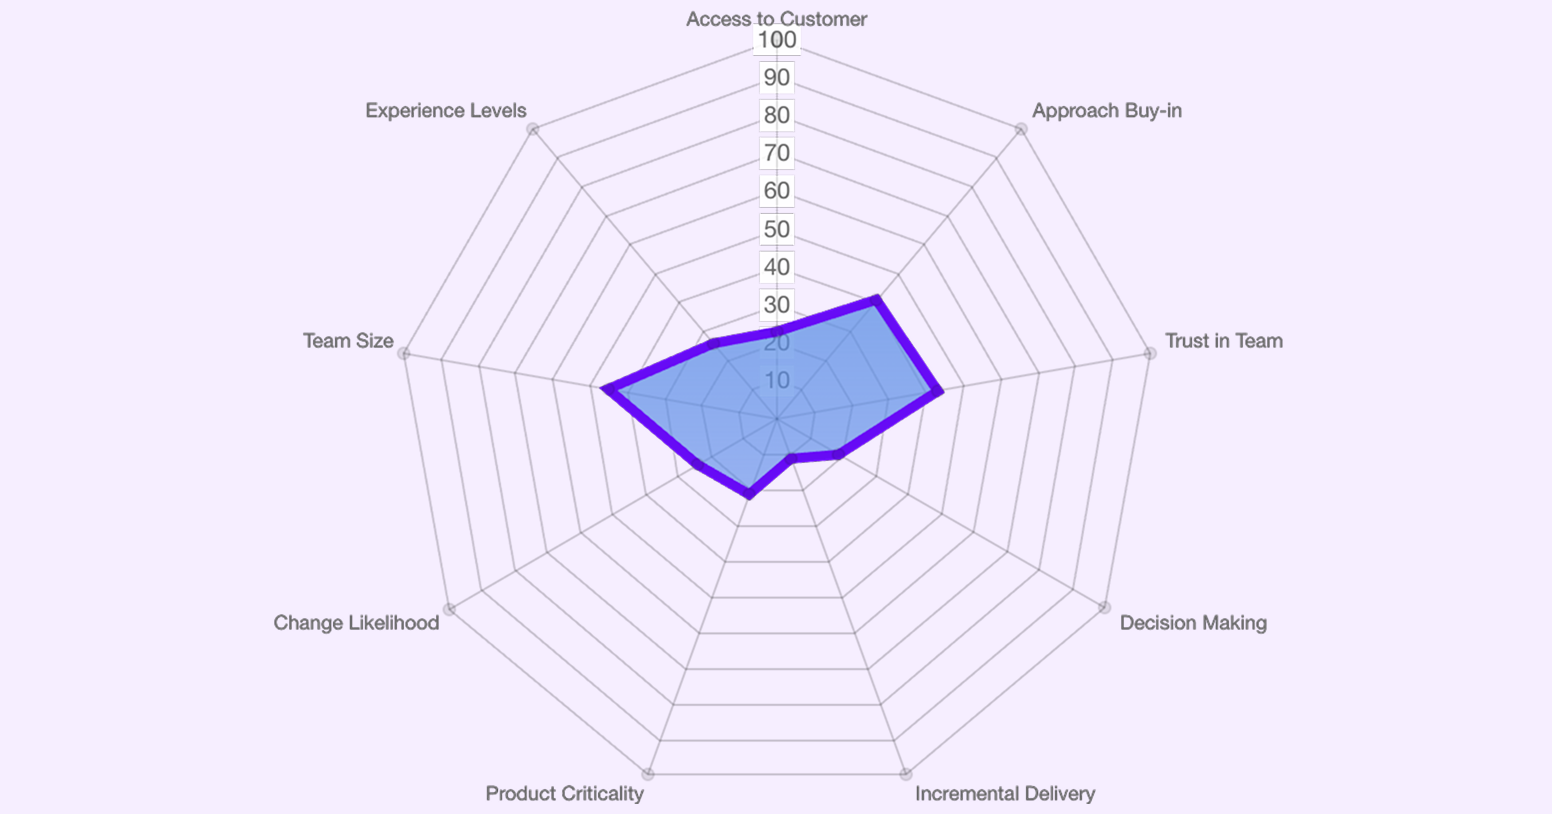 Access to Customer
100
90
80
70
60
50
40
30
20
10
Experience Levels
Approach Buy-in
Team Size
Trust in Team
Change Likelihood
Decision Making
Product Criticality
Incremental Delivery